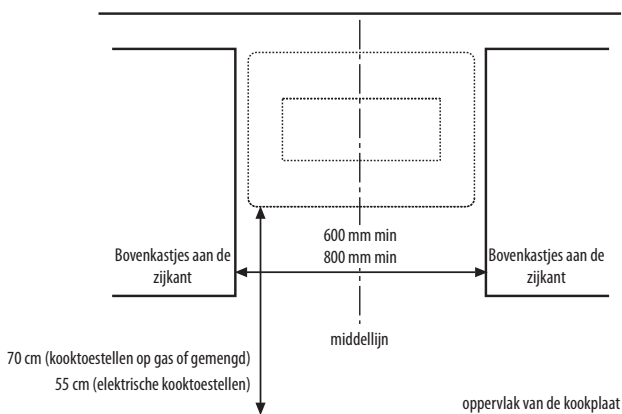 600 mm min
800 mm min
Bovenkastjes aan de
zijkant
Bovenkastjes aan de
zijkant
middellijn
70 cm (kooktoestellen op gas of gemengd)
55 cm (elektrische kooktoestellen)
oppervlak van de kookplaat